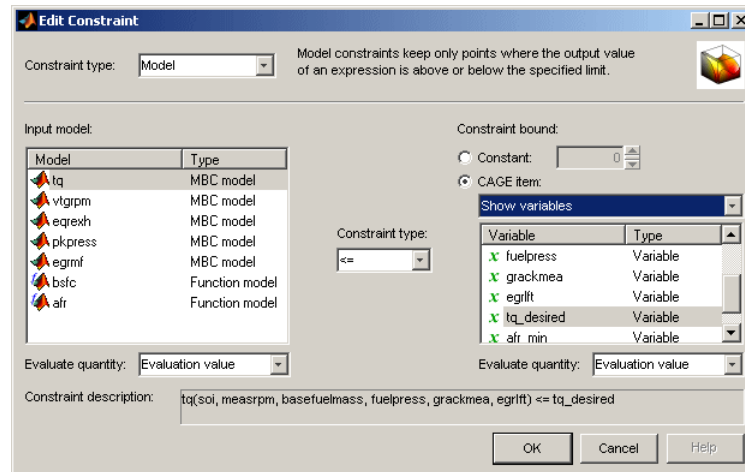 Edit Constraint
Constraint type: Model
Model constraints keep only points where the output value
of an expression is above or below the specified limit.
Input model:
Model Type
tq MBC model
vtgrpm MBC model
eqrexh MBC model
pkpress MBC model
egrmf MBC model
bsfc Function model
afr Function model
Evaluate quantity: Evaluation value
Constraint type:
<=
Constraint bound:
Constant: 0
CAGE item:
Show variables
Variable Type
x fuelpress Variable
x grackmea Variable
x egrlft Variable
x tq_desired Variable
x afr_min Variable
Evaluate quantity: Evaluation value
Constraint description: tq(soi, measrpm, basefuelmass, fuelpress, grackmea, egrlft) <= tq_desired
OK Cancel Help